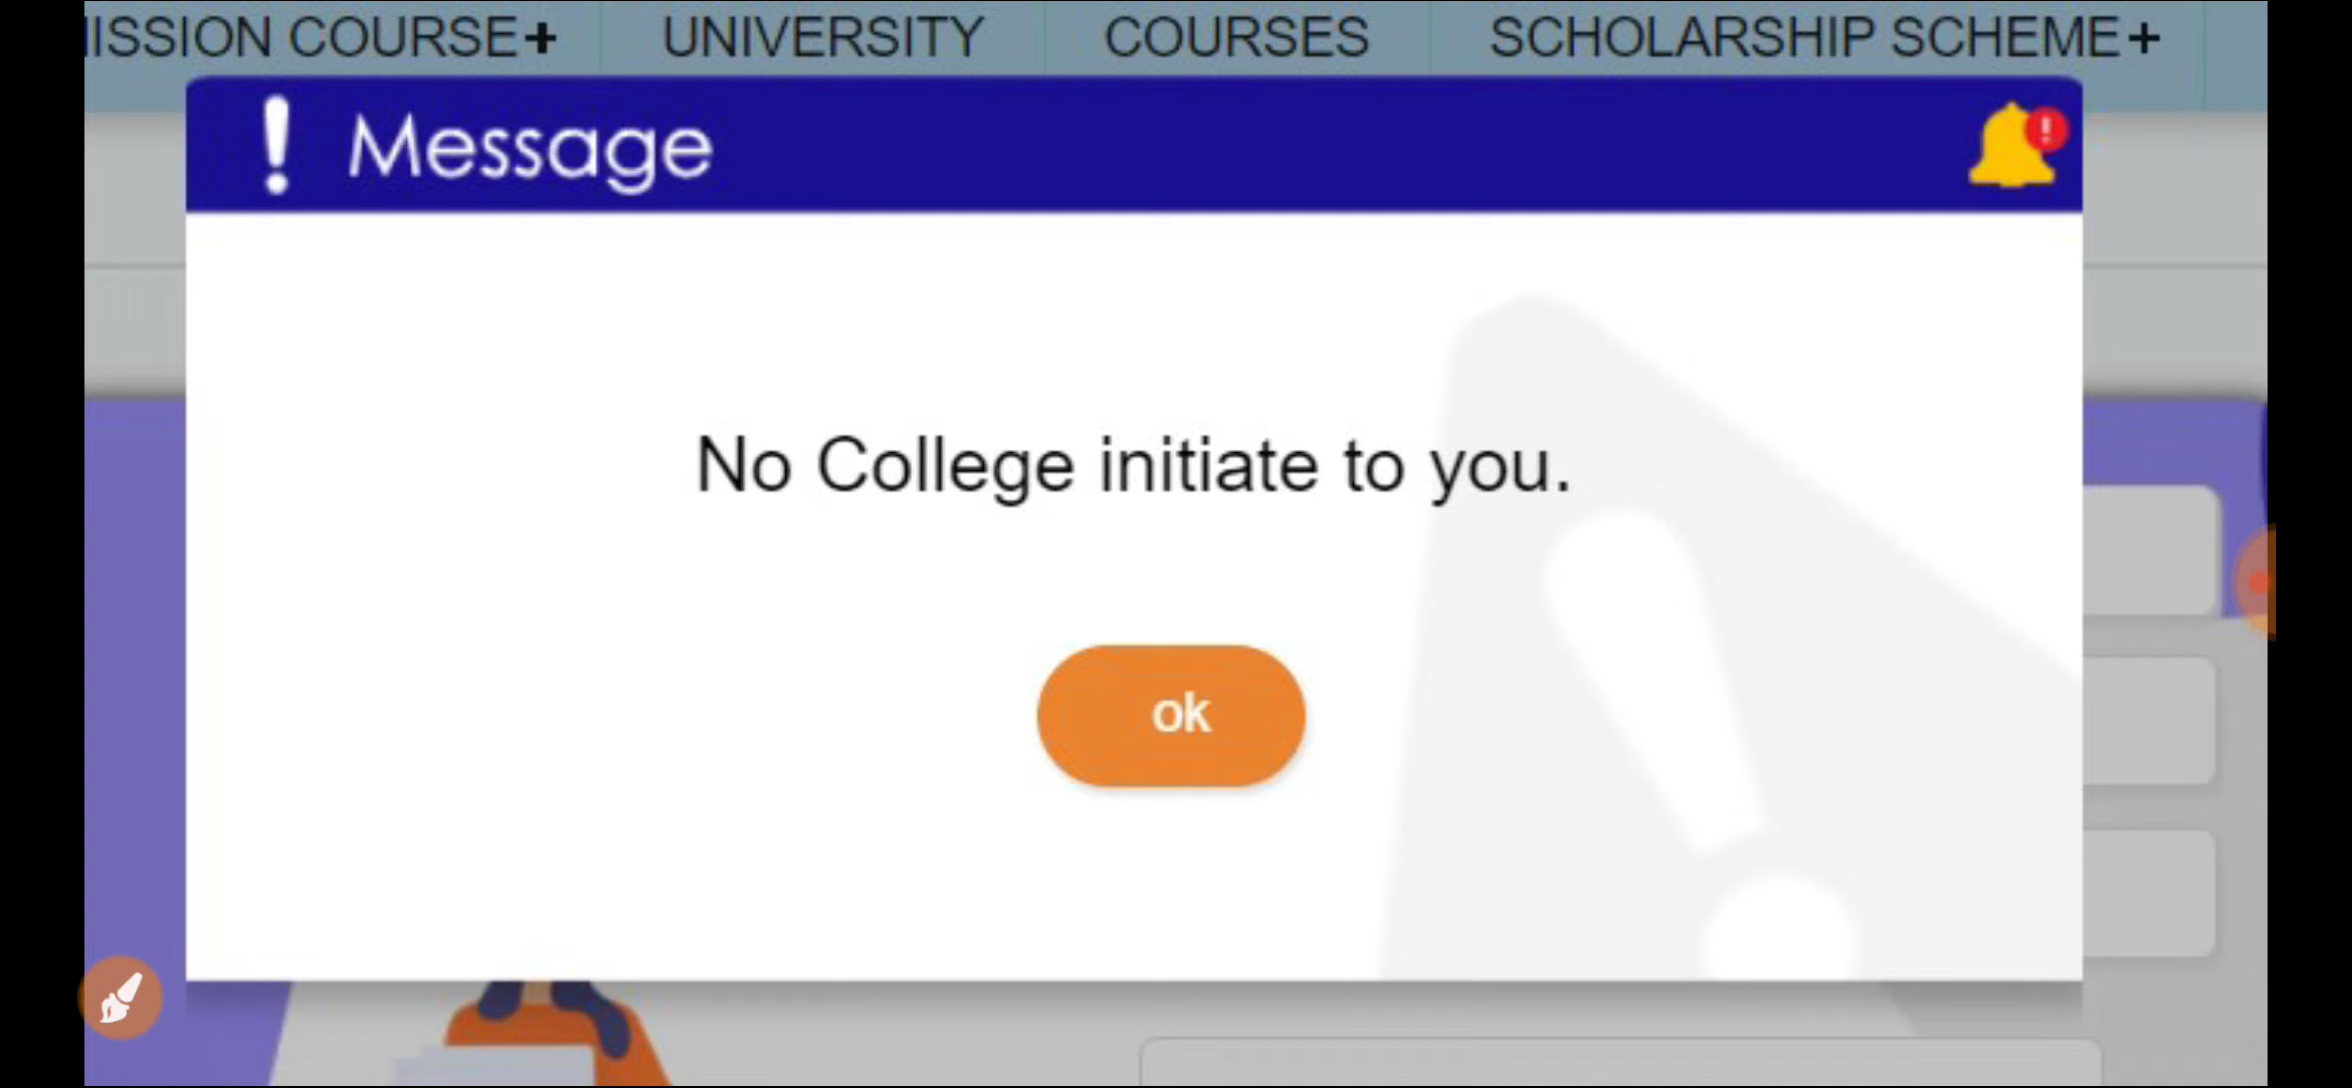 ISSION COURSE+ UNIVERSITY COURSES SCHOLARSHIP SCHEME+
! Message
No College initiate to you.
ok